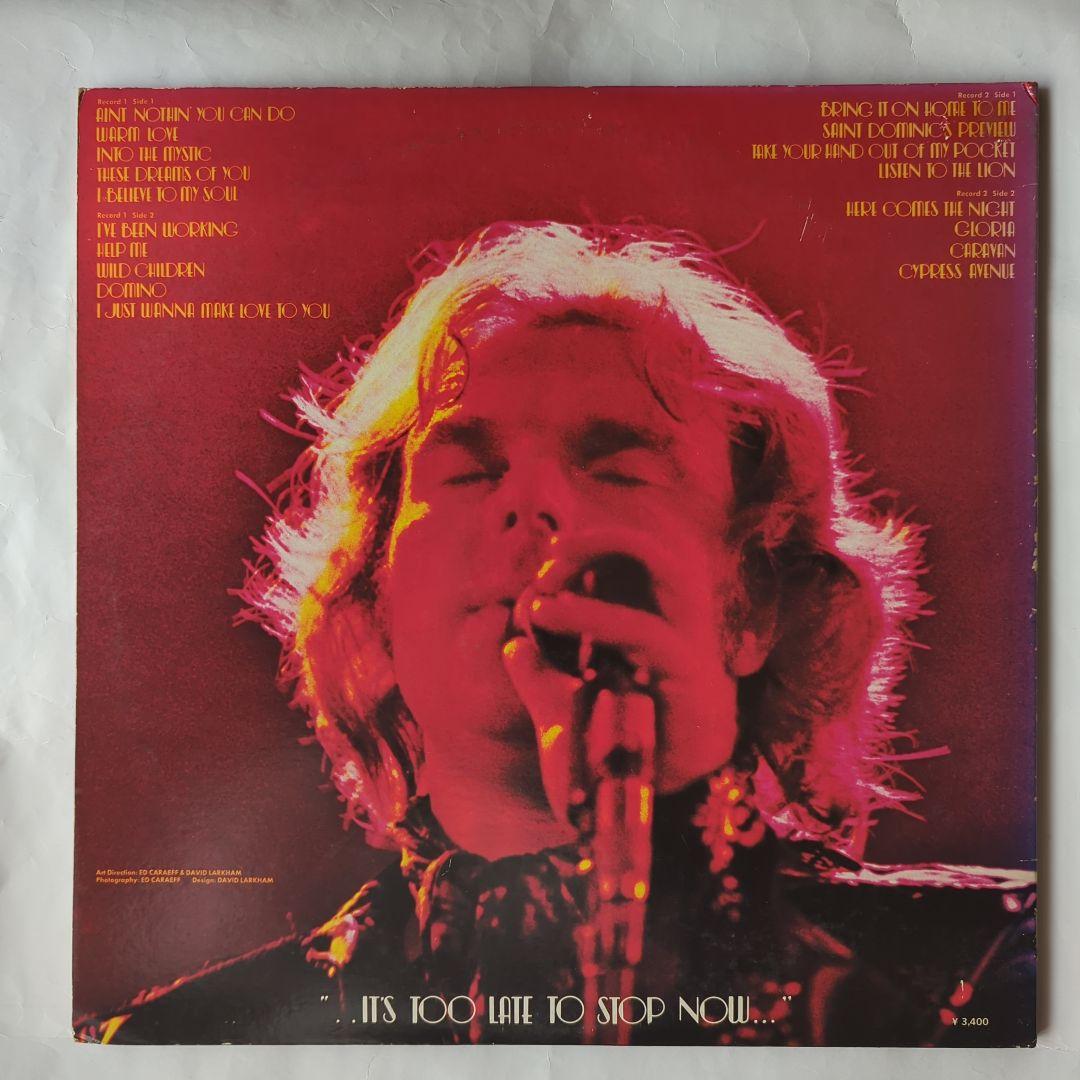 Record 1 Side 1
AINT NOTHIN' YOU CAN DO
WARM LOVE
INTO THE MYSTIC
THESE DREAMS OF YOU
I BELIEVE TO MY SOUL
Record 1 Side 2
I'VE BEEN WORKING
HELP ME
WILD CHILDREN
DOMINO
I JUST WANNA MAKE LOVE TO YOU
Record 2 Side 1
BRING IT ON HOME TO ME
SAINT DOMINIC'S PREVIEW
TAKE YOUR HAND OUT OF MY POCKET
LISTEN TO THE LION
Record 2 Side 2
HERE COMES THE NIGHT
GLORIA
CARAVAN
CYPRESS AVENUE
Art Direction: ED CARAEFF & DAVID LARKHAM
Photography: ED CARAEFF Design: DAVID LARKHAM
"..IT'S TOO LATE TO STOP NOW..."
¥ 3,400